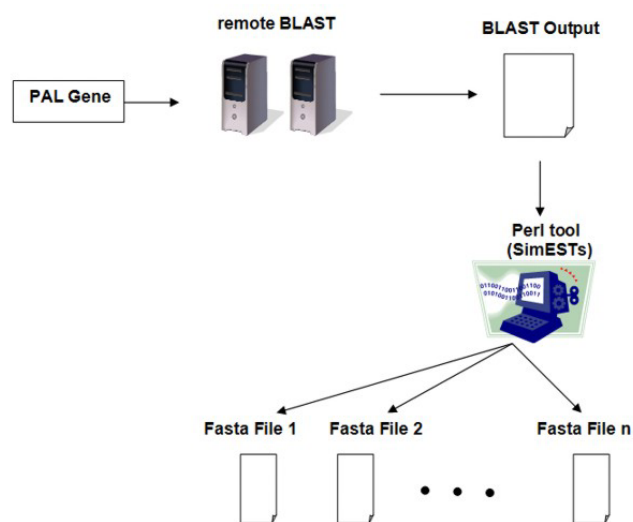 remote BLAST
BLAST Output
PAL Gene
Perl tool
(SimESTs)
Fasta File 1
Fasta File 2
Fasta File n